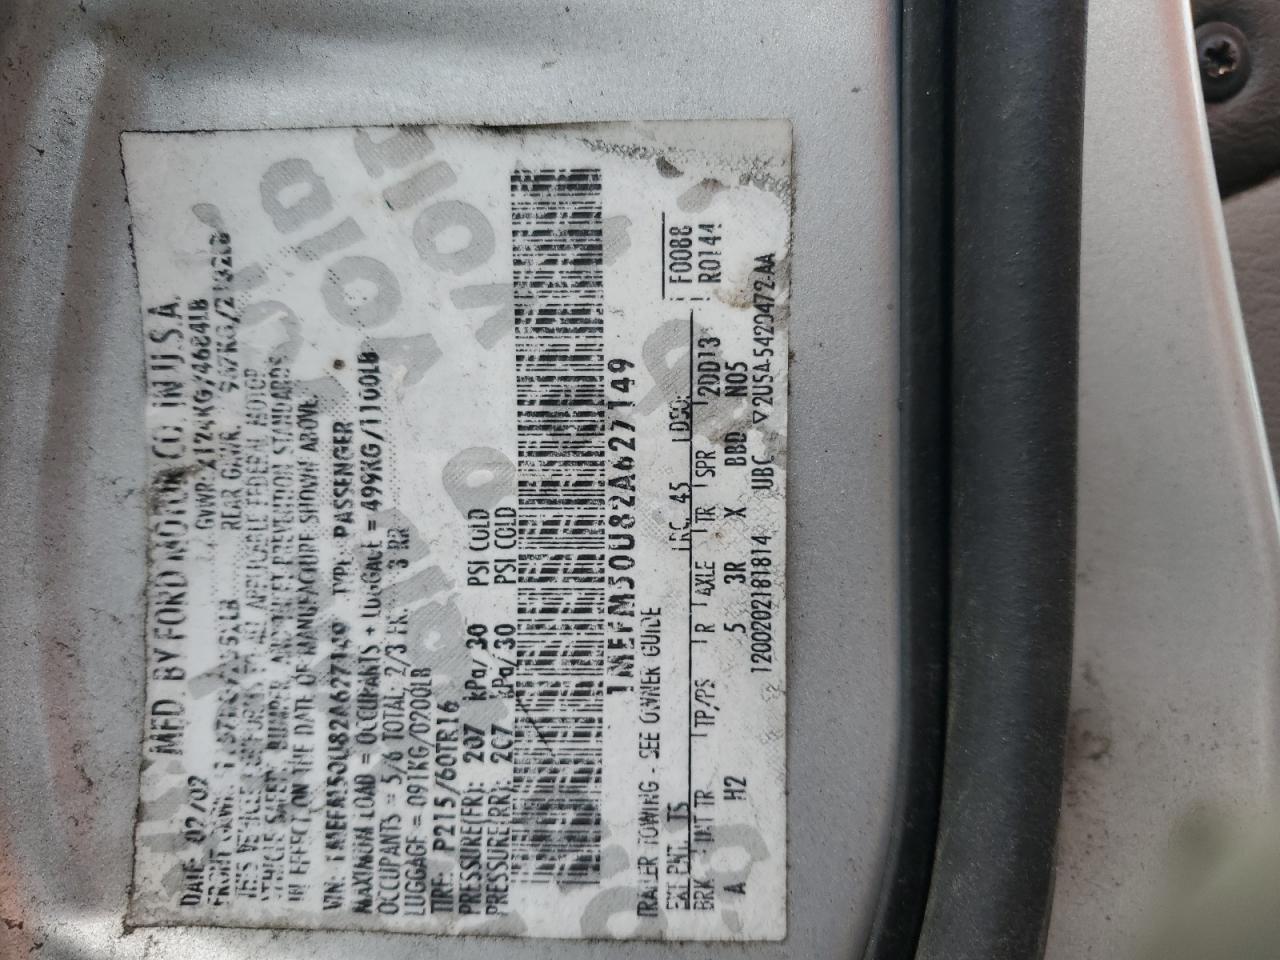 MFD. BY FORD MOTOR CO. IN U.S.A.
DATE: 02/02 GVWR: 2124KG/4684LB
REAR GAWR:
THIS VEHICLE CONFORMS TO ALL APPLICABLE FEDERAL MOTOR
VEHICLE SAFETY, BUMPER, AND THEFT PREVENTION STANDARDS
IN EFFECT ON THE DATE OF MANUFACTURE SHOWN ABOVE.
VIN: 1MEFM50U82A627149 TYPE: PASSENGER
MAXIMUM LOAD = OCCUPANTS + LUGGAGE = 499KG/1100LB
OCCUPANTS = 5/6 TOTAL, 2/3 FR. 3 RR
LUGGAGE = 091KG/0200LB
TIRE: P215/60TR16
PRESSURE(FR): 207 kPa/30 PSI COLD
PRESSURE(RR): 207 kPa/30 PSI COLD
1MEFM50U82A627149
TRAILER TOWING - SEE OWNER GUIDE LRC: 45 DSO: F0088
EXT PNT: TS R0144
BRK INT TR TP/PS R AXLE TR SPR 20D13
A H2 5 3R X BBD N05
1200202181814 UBC ▽2U5A-5420472-AA